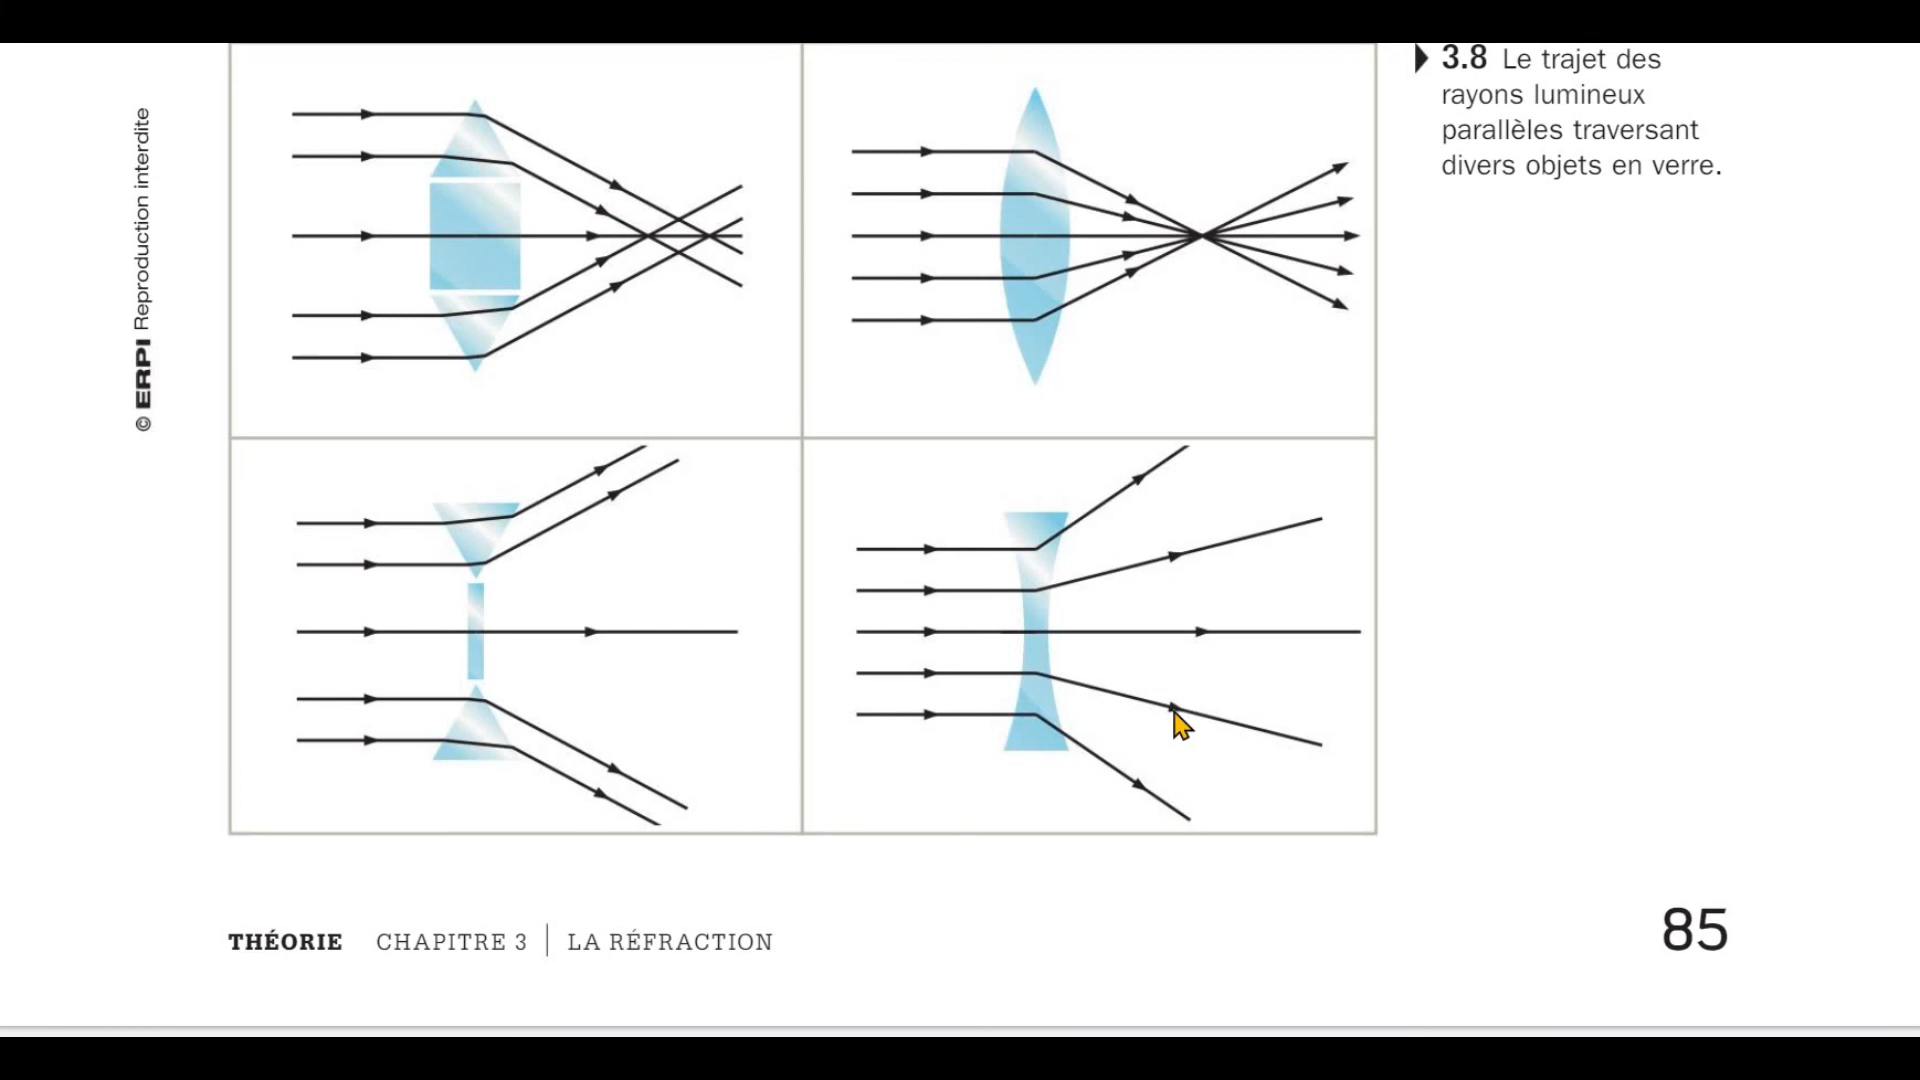 3.8 Le trajet des
rayons lumineux
parallèles traversant
divers objets en verre.
© ERPI Reproduction interdite
THÉORIE CHAPITRE 3 | LA RÉFRACTION
85